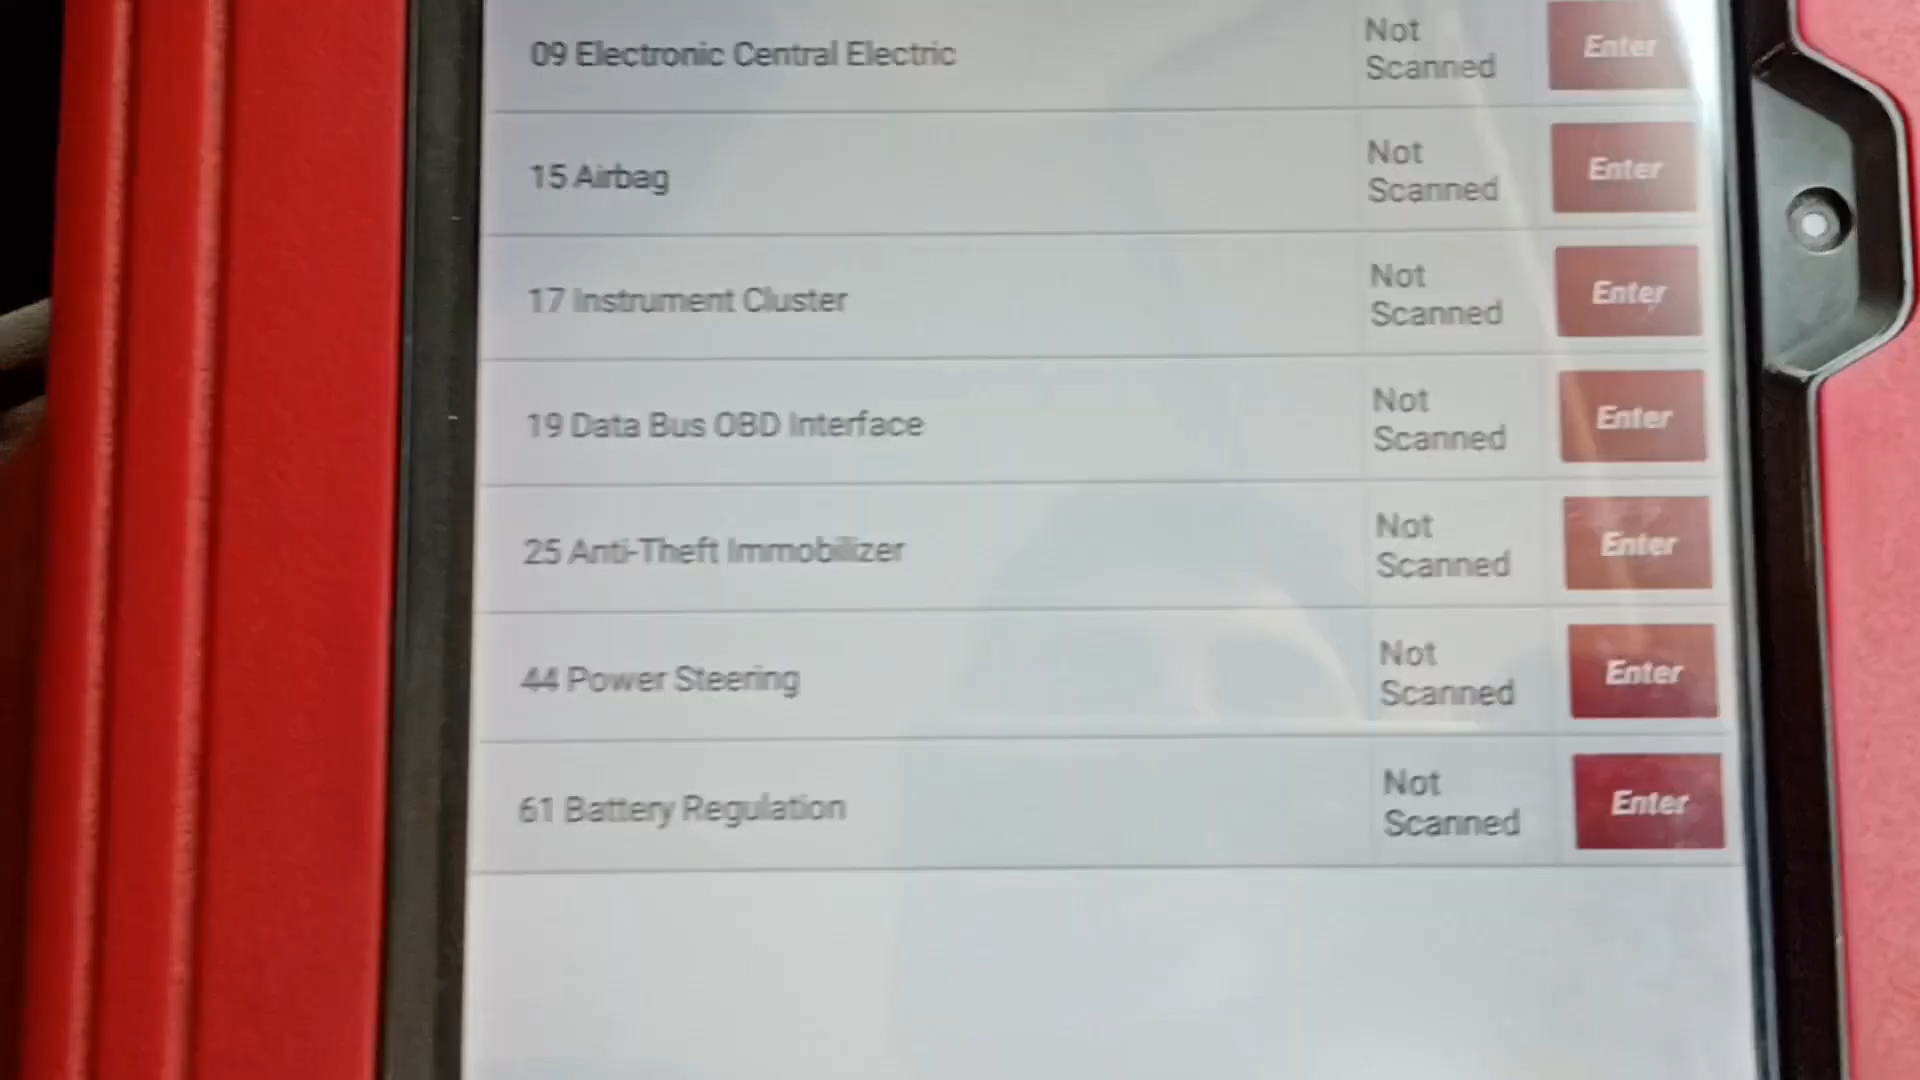 09 Electronic Central Electric
Not
Scanned
Enter
15 Airbag
Not
Scanned
Enter
17 Instrument Cluster
Not
Scanned
Enter
19 Data Bus OBD Interface
Not
Scanned
Enter
25 Anti-Theft Immobilizer
Not
Scanned
Enter
44 Power Steering
Not
Scanned
Enter
61 Battery Regulation
Not
Scanned
Enter